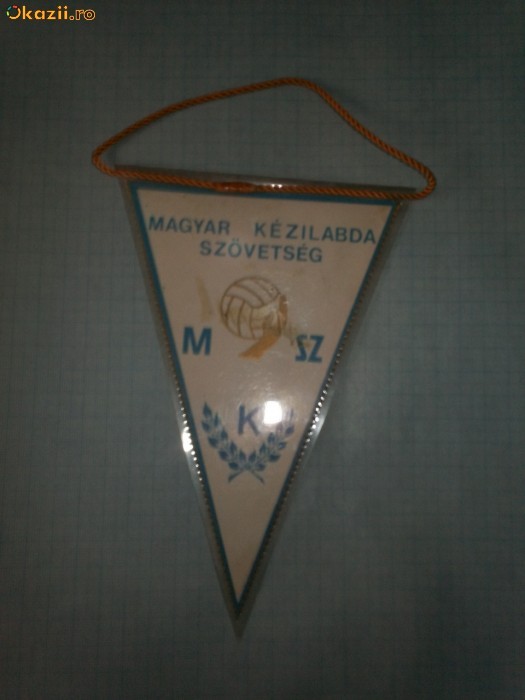 Okazii.ro
MAGYAR KÉZILABDA
SZÖVETSÉG
M SZ
K